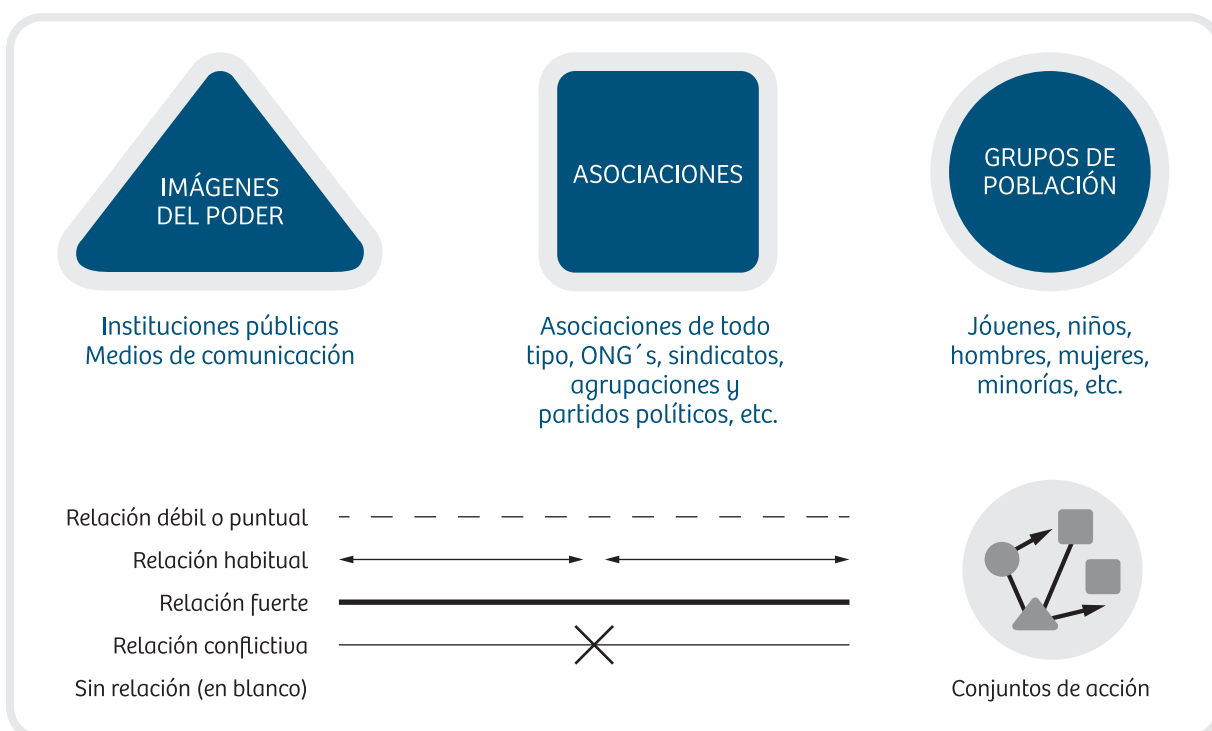 IMÁGENES
DEL PODER
ASOCIACIONES
GRUPOS DE
POBLACIÓN
Instituciones públicas
Medios de comunicación
Asociaciones de todo
tipo, ONG´s, sindicatos,
agrupaciones y
partidos políticos, etc.
Jóvenes, niños,
hombres, mujeres,
minorías, etc.
Relación débil o puntual
Relación habitual
Relación fuerte
Relación conflictiva
Sin relación (en blanco)
Conjuntos de acción